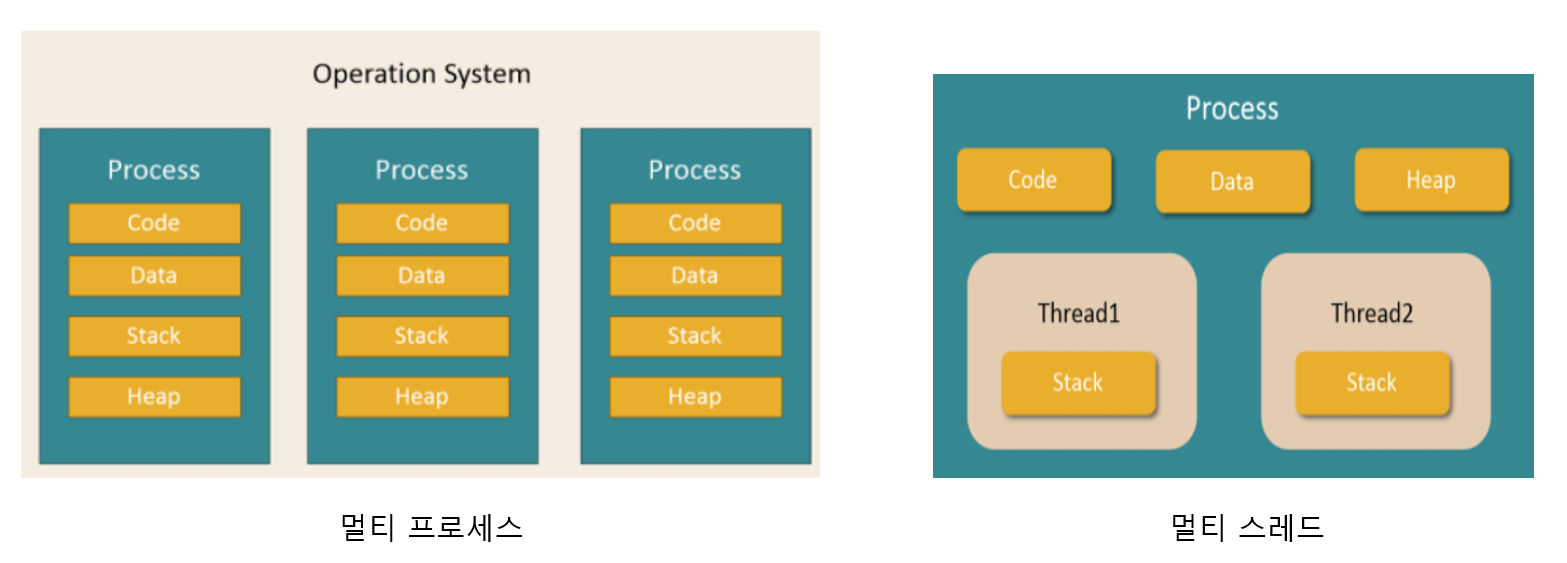 Operation System
Process
Code
Data
Stack
Heap
Process
Code
Data
Stack
Heap
Process
Code
Data
Stack
Heap
멀티 프로세스
Process
Code
Data
Heap
Thread1
Stack
Thread2
Stack
멀티 스레드